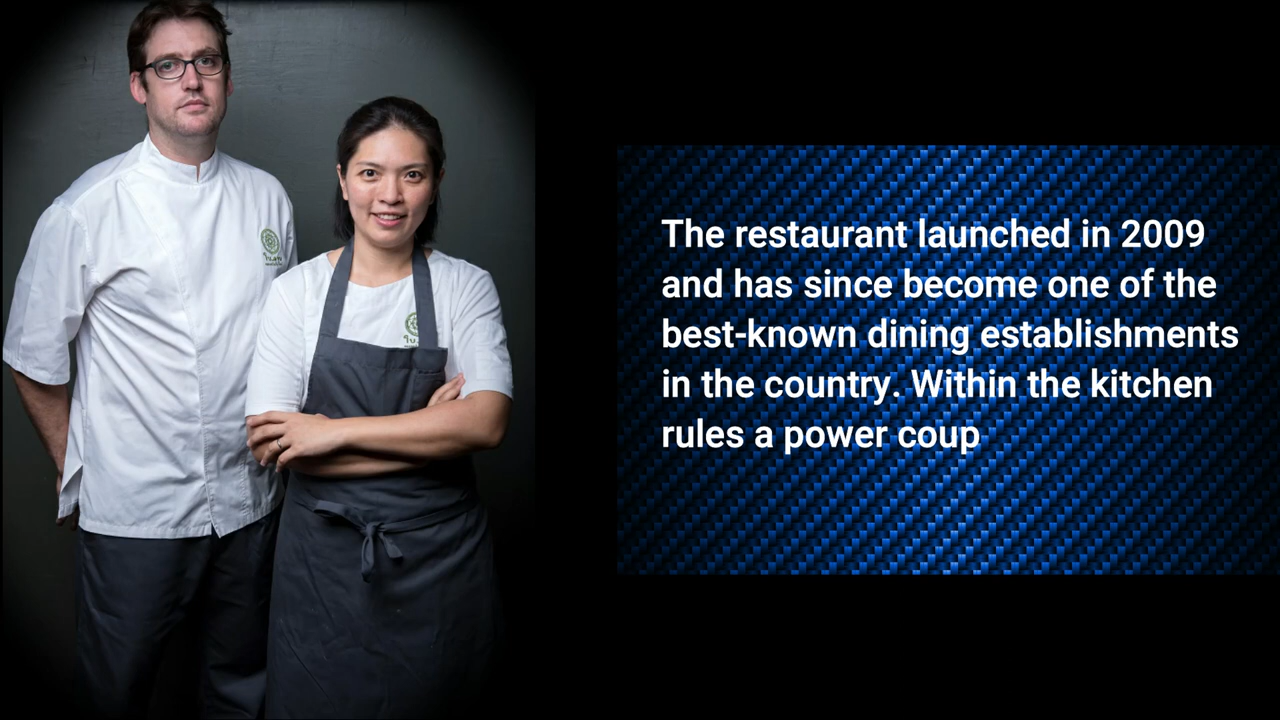 The restaurant launched in 2009
and has since become one of the
best-known dining establishments
in the country. Within the kitchen
rules a power coup